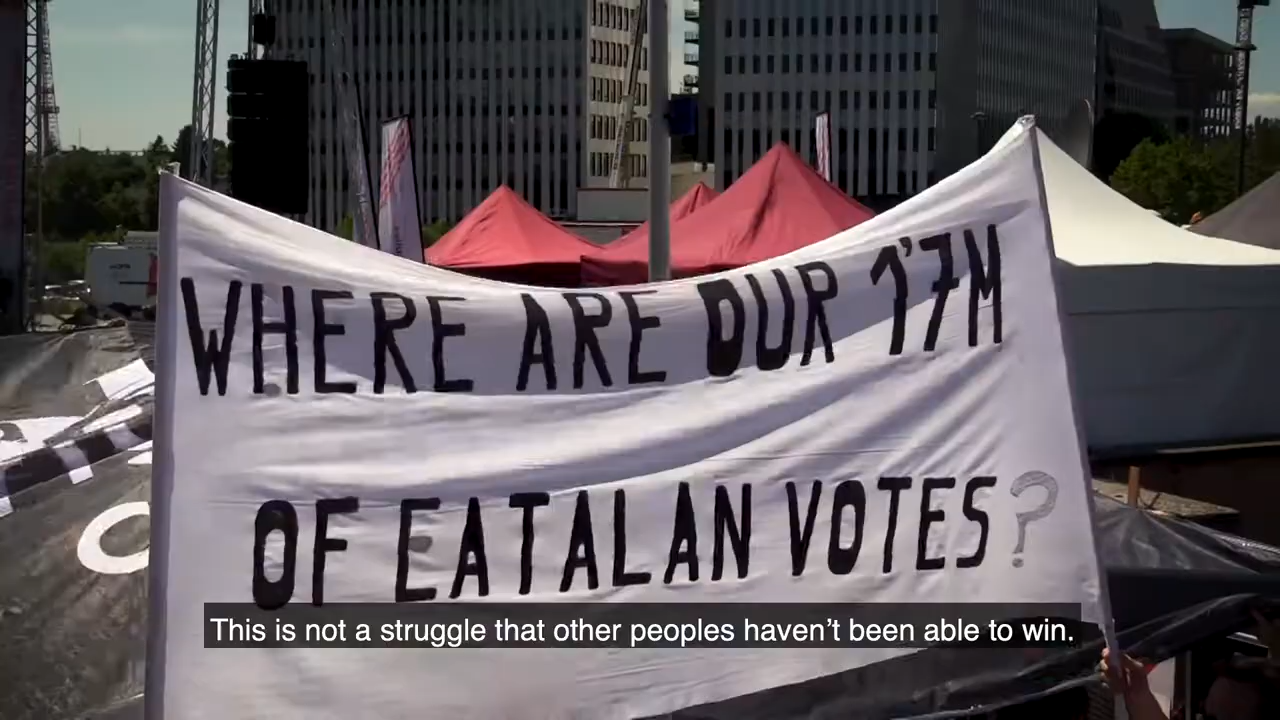 WHERE ARE OUR 1'7M
OF EATALAN VOTES?
This is not a struggle that other peoples haven't been able to win.